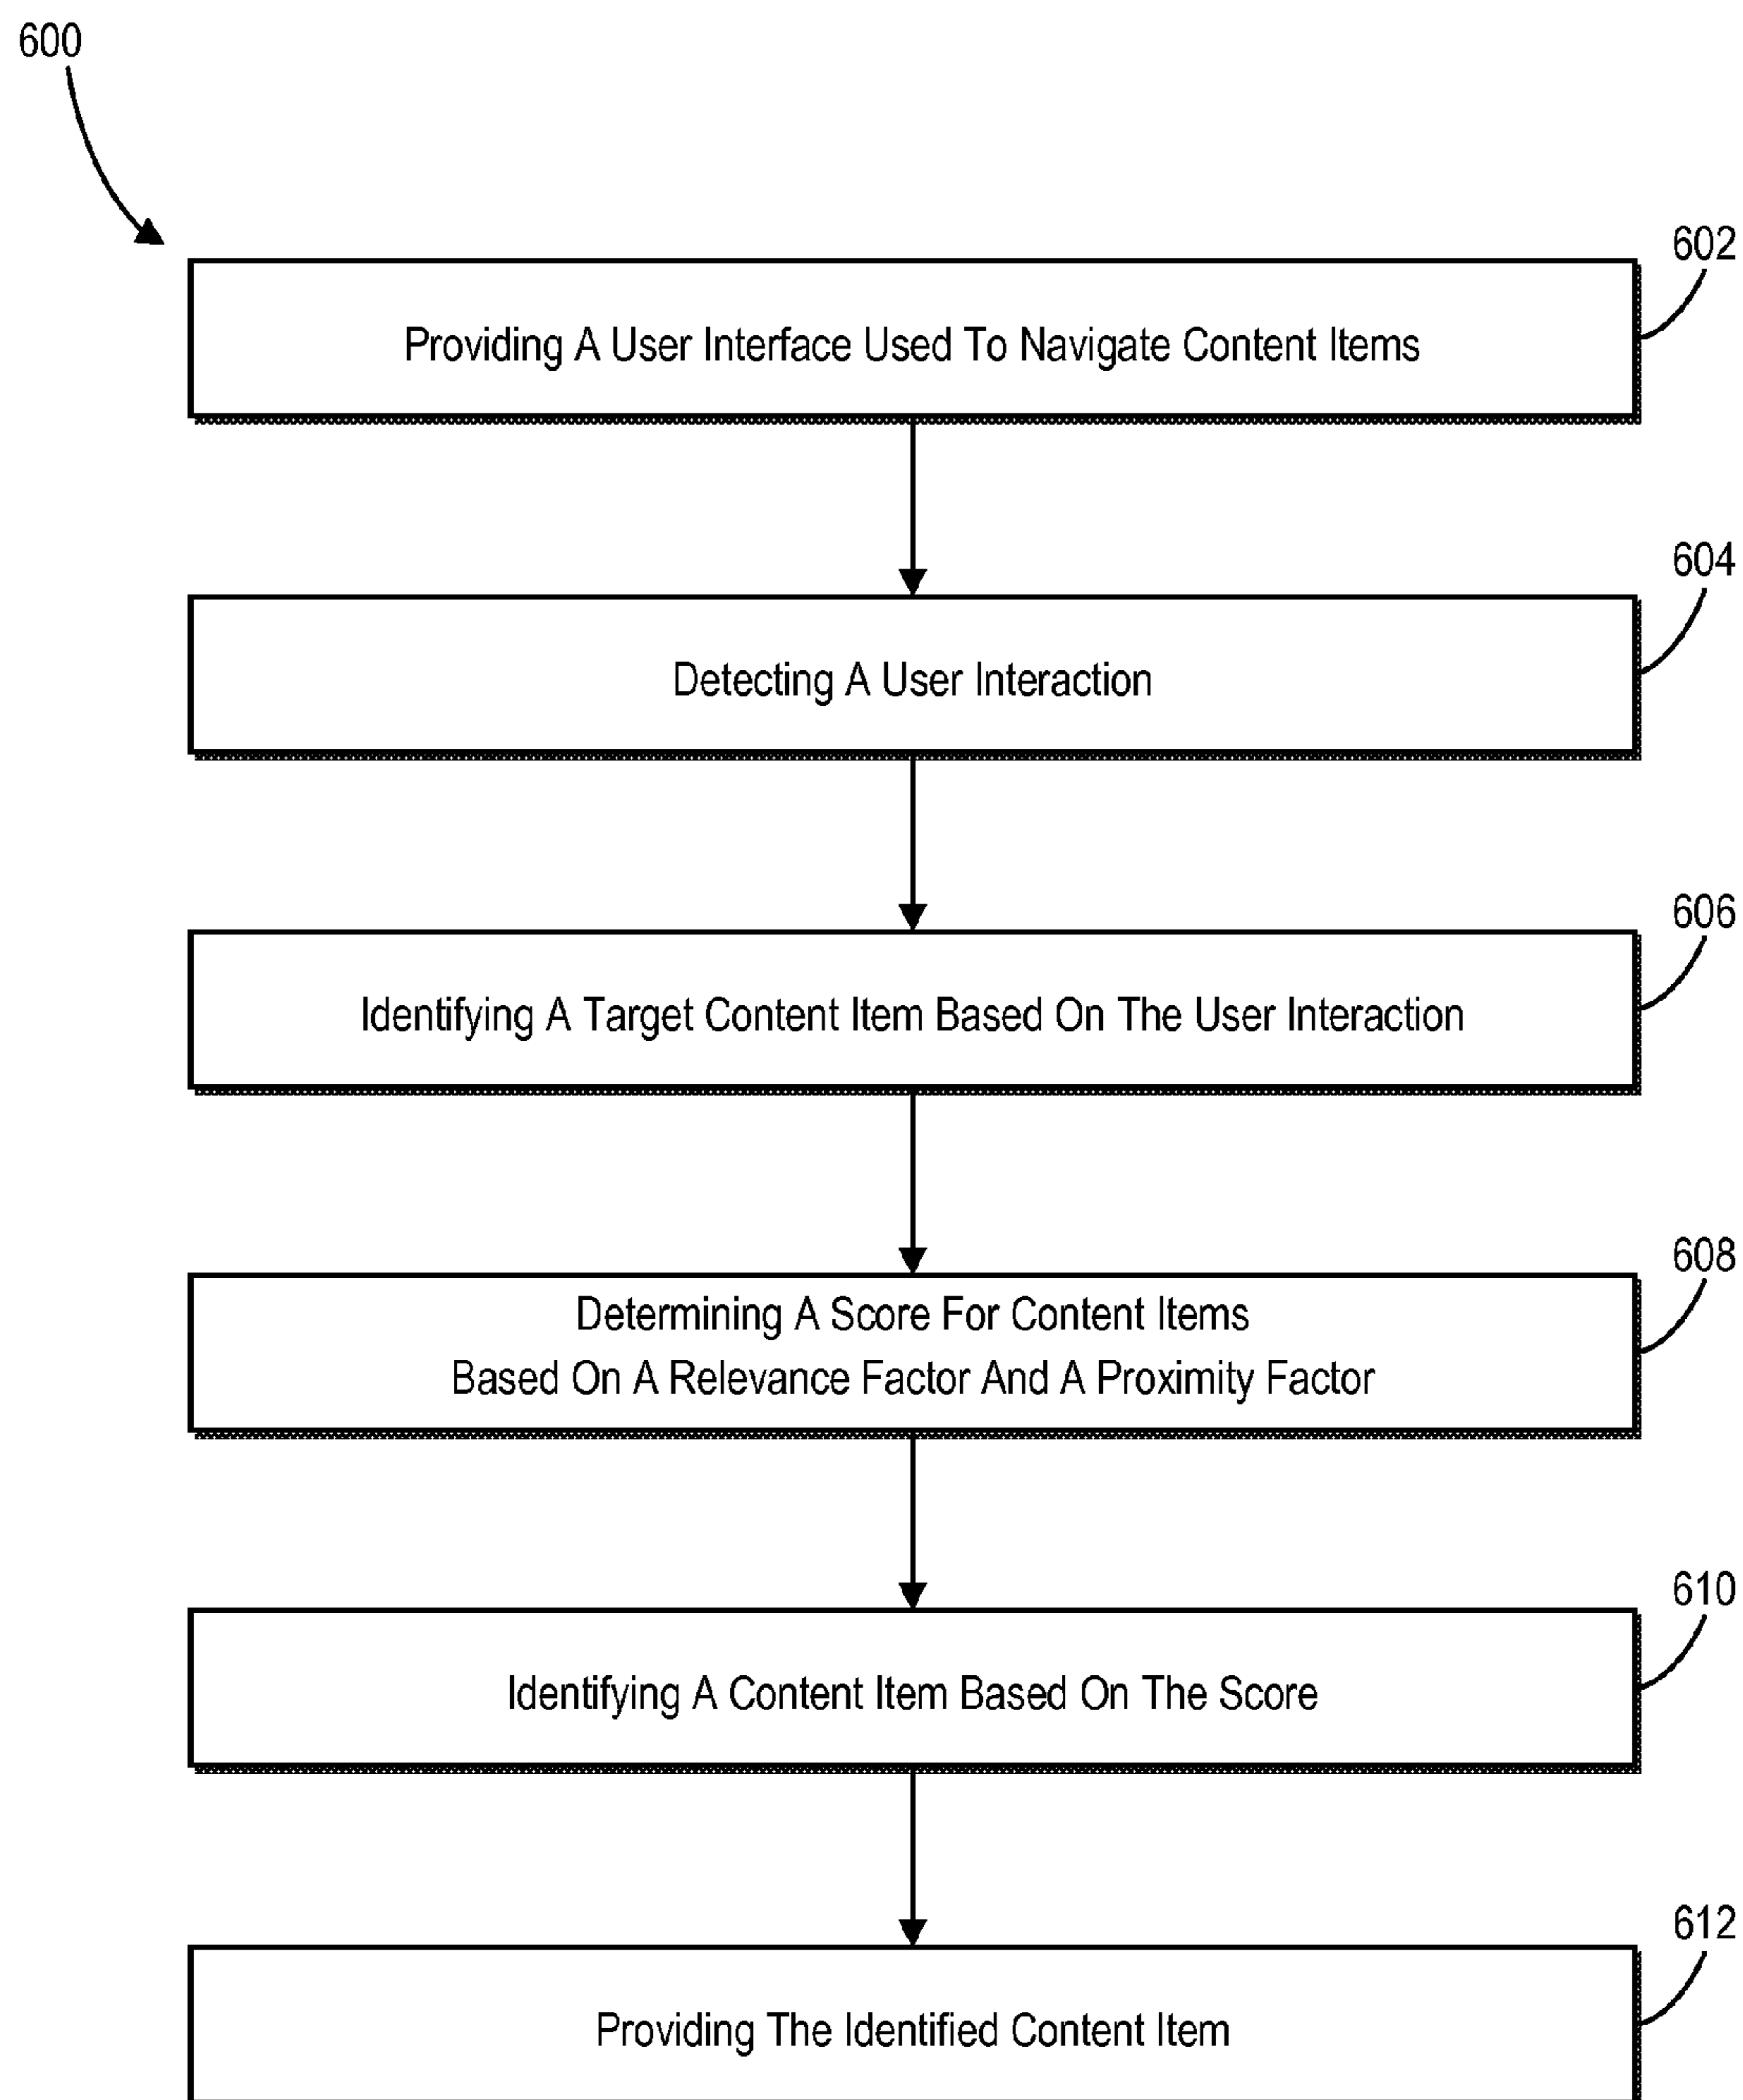 600
602
Providing A User Interface Used To Navigate Content Items
604
Detecting A User Interaction
606
Identifying A Target Content Item Based On The User Interaction
608
Determining A Score For Content Items
Based On A Relevance Factor And A Proximity Factor
610
Identifying A Content Item Based On The Score
612
Providing The Identified Content Item